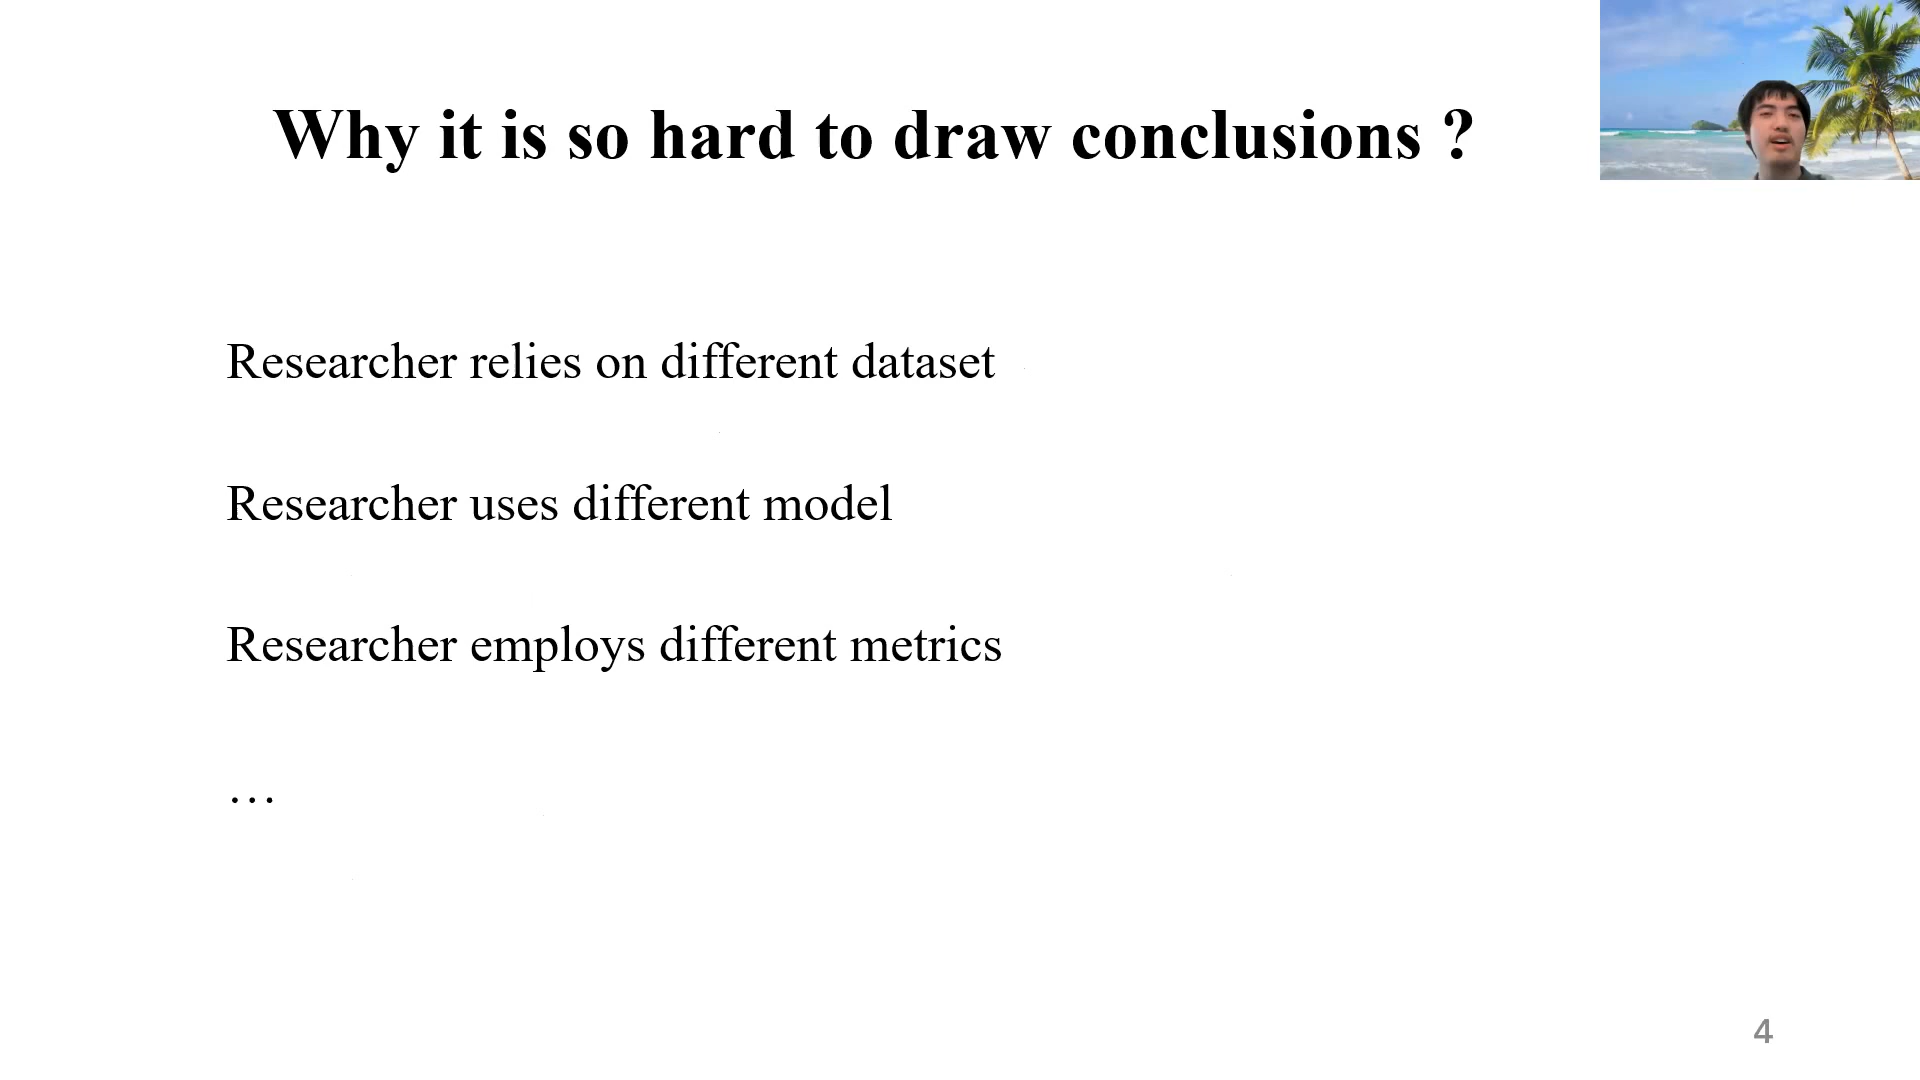 Why it is so hard to draw conclusions ?
Researcher relies on different dataset
Researcher uses different model
Researcher employs different metrics
…
4